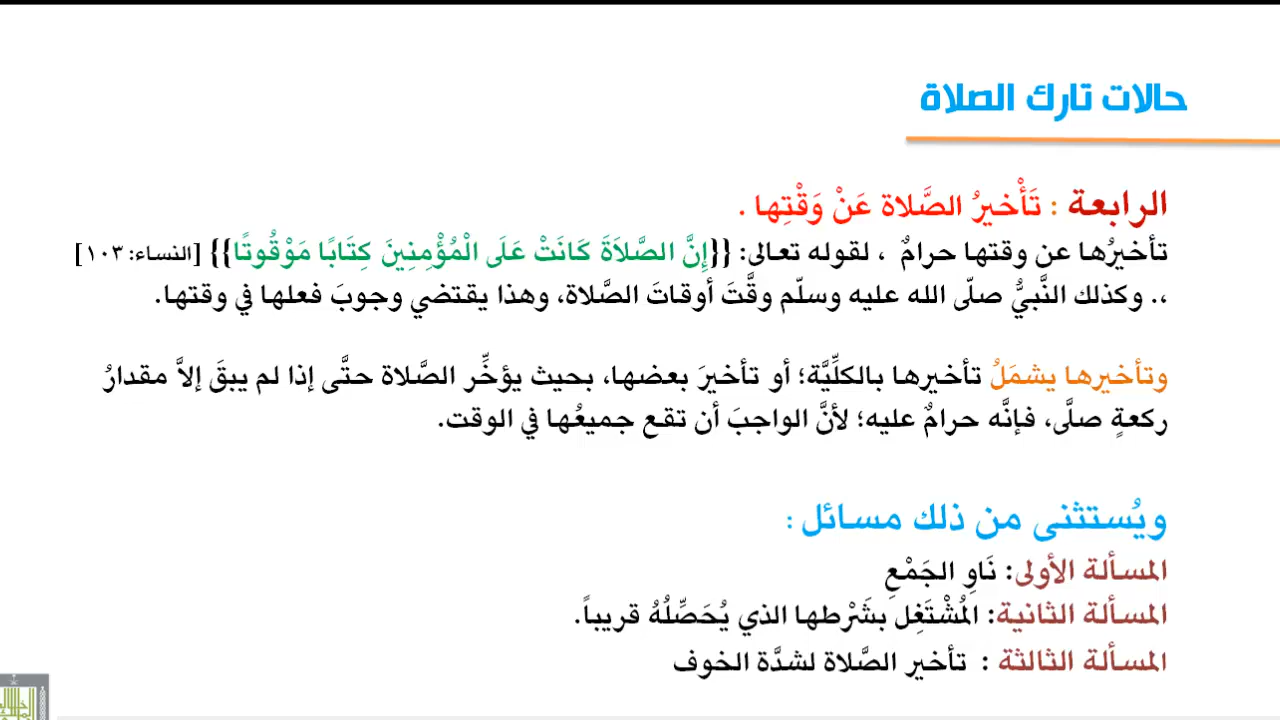 حالات تارك الصلاة
الرابعة : تَأْخيرُ الصَّلاة عَنْ وَقْتِها .
تأخيرُها عن وقتها حرامٌ ، لقوله تعالى: {{إِنَّ الصَّلاَةَ كَانَتْ عَلَى الْمُؤْمِنِينَ كِتَابًا مَوْقُوتًا}} [النساء: ١٠٣]
،. وكذلك النَّبيُّ صلّى الله عليه وسلّم وقَّتَ أوقاتَ الصَّلاة، وهذا يقتضي وجوبَ فعلها في وقتها.
وتأخيرها يشمَلُ تأخيرها بالكلِّيَّة؛ أو تأخيرَ بعضها، بحيث يؤخِّر الصَّلاة حتَّى إذا لم يبقَ إلاَّ مقدارُ
ركعةٍ صلَّى، فإنَّه حرامٌ عليه؛ لأنَّ الواجبَ أن تقع جميعُها في الوقت.
ويُستثنى من ذلك مسائل :
المسألة الأولى: نَاوِ الجَمْعِ
المسألة الثانية: المُشْتَغِل بشَرْطها الذي يُحَصِّلُهُ قريباً.
المسألة الثالثة : تأخير الصَّلاة لشدَّة الخوف